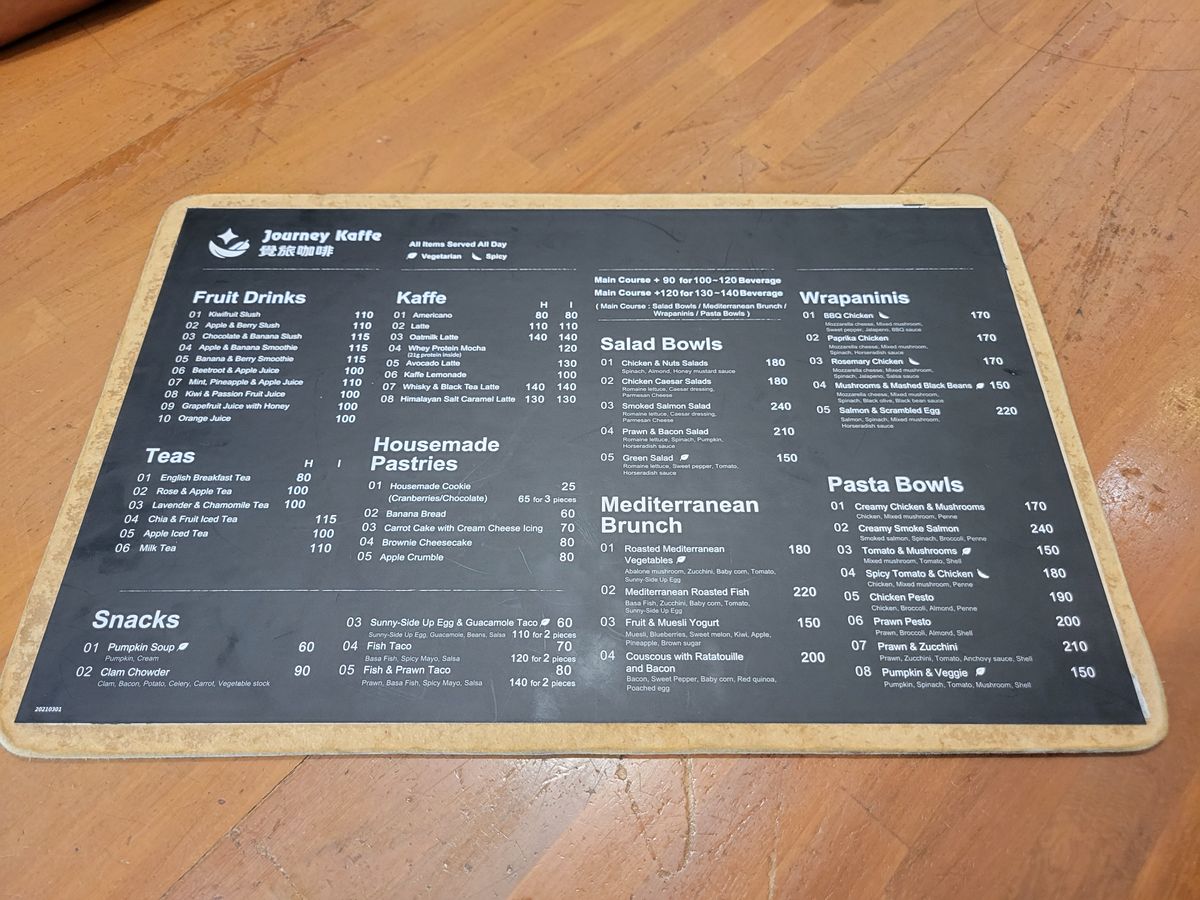 Journey Kaffe
覺旅咖啡
All Items Served All Day
Vegetarian Spicy
Fruit Drinks
01 Kiwifruit Slush 110
02 Apple & Berry Slush 110
03 Chocolate & Banana Slush 115
04 Apple & Banana Smoothie 115
05 Banana & Berry Smoothie 115
06 Beetroot & Apple Juice 100
07 Mint, Pineapple & Apple Juice 110
08 Kiwi & Passion Fruit Juice 100
09 Grapefruit Juice with Honey 100
10 Orange Juice 100
Teas
H I
01 English Breakfast Tea 80
02 Rose & Apple Tea 100
03 Lavender & Chamomile Tea 100
04 Chia & Fruit Iced Tea 115
05 Apple Iced Tea 100
06 Milk Tea 110
Kaffe
H I
01 Americano 80 80
02 Latte 110 110
03 Oatmilk Latte 140 140
04 Whey Protein Mocha 120
(21g protein inside)
05 Avocado Latte 130
06 Kaffe Lemonade 100
07 Whisky & Black Tea Latte 140 140
08 Himalayan Salt Caramel Latte 130 130
Housemade
Pastries
01 Housemade Cookie 25
(Cranberries/Chocolate) 65 for 3 pieces
02 Banana Bread 60
03 Carrot Cake with Cream Cheese Icing 70
04 Brownie Cheesecake 80
05 Apple Crumble 80
Snacks
01 Pumpkin Soup 60
Pumpkin, Cream
02 Clam Chowder 90
Clam, Bacon, Potato, Celery, Carrot, Vegetable stock
03 Sunny-Side Up Egg & Guacamole Taco 60
Sunny-Side Up Egg, Guacamole, Beans, Salsa 110 for 2 pieces
04 Fish Taco 70
Basa Fish, Spicy Mayo, Salsa 120 for 2 pieces
05 Fish & Prawn Taco 80
Prawn, Basa Fish, Spicy Mayo, Salsa 140 for 2 pieces
20210301
Main Course + 90 for 100~120 Beverage
Main Course +120 for 130~140 Beverage
( Main Course : Salad Bowls / Mediterranean Brunch /
Wrapaninis / Pasta Bowls )
Salad Bowls
01 Chicken & Nuts Salads 180
Spinach, Almond, Honey mustard sauce
02 Chicken Caesar Salads 180
Romaine lettuce, Caesar dressing,
Parmesan Cheese
03 Smoked Salmon Salad 240
Romaine lettuce, Caesar dressing,
Parmesan Cheese
04 Prawn & Bacon Salad 210
Romaine lettuce, Spinach, Pumpkin,
Horseradish sauce
05 Green Salad 150
Romaine lettuce, Sweet pepper, Tomato,
Horseradish sauce
Mediterranean
Brunch
01 Roasted Mediterranean 180
Vegetables
Abalone mushroom, Zucchini, Baby corn, Tomato,
Sunny-Side Up Egg
02 Mediterranean Roasted Fish 220
Basa Fish, Zucchini, Baby corn, Tomato,
Sunny-Side Up Egg
03 Fruit & Muesli Yogurt 150
Muesli, Blueberries, Sweet melon, Kiwi, Apple,
Pineapple, Brown sugar
04 Couscous with Ratatouille 200
and Bacon
Bacon, Sweet Pepper, Baby corn, Red quinoa,
Poached egg
Wrapaninis
01 BBQ Chicken 170
Mozzarella cheese, Mixed mushroom,
Sweet pepper, Jalapeno, BBQ sauce
02 Paprika Chicken 170
Mozzarella cheese, Mixed mushroom,
Spinach, Horseradish sauce
03 Rosemary Chicken 170
Mozzarella cheese, Mixed mushroom,
Spinach, Jalapeno, Salsa sauce
04 Mushrooms & Mashed Black Beans 150
Mozzarella cheese, Mixed mushroom,
Spinach, Black olive, Black bean sauce
05 Salmon & Scrambled Egg 220
Salmon, Spinach, Mixed mushroom,
Horseradish sauce
Pasta Bowls
01 Creamy Chicken & Mushrooms 170
Chicken, Mixed mushroom, Penne
02 Creamy Smoke Salmon 240
Smoked salmon, Spinach, Broccoli, Penne
03 Tomato & Mushrooms 150
Mixed mushroom, Tomato, Shell
04 Spicy Tomato & Chicken 180
Chicken, Mixed mushroom, Penne
05 Chicken Pesto 190
Chicken, Broccoli, Almond, Penne
06 Prawn Pesto 200
Prawn, Broccoli, Almond, Shell
07 Prawn & Zucchini 210
Prawn, Zucchini, Tomato, Anchovy sauce, Shell
08 Pumpkin & Veggie 150
Pumpkin, Spinach, Tomato, Mushroom, Shell